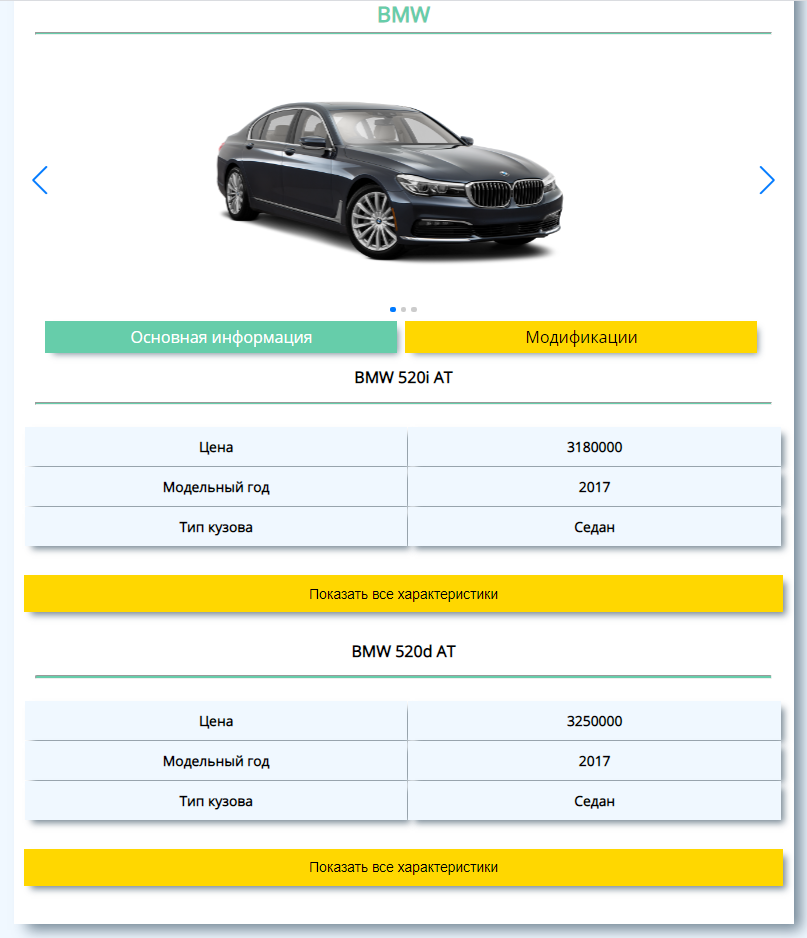 BMW
Основная информация Модификации
BMW 520i AT
Цена 3180000
Модельный год 2017
Тип кузова Седан
Показать все характеристики
BMW 520d AT
Цена 3250000
Модельный год 2017
Тип кузова Седан
Показать все характеристики